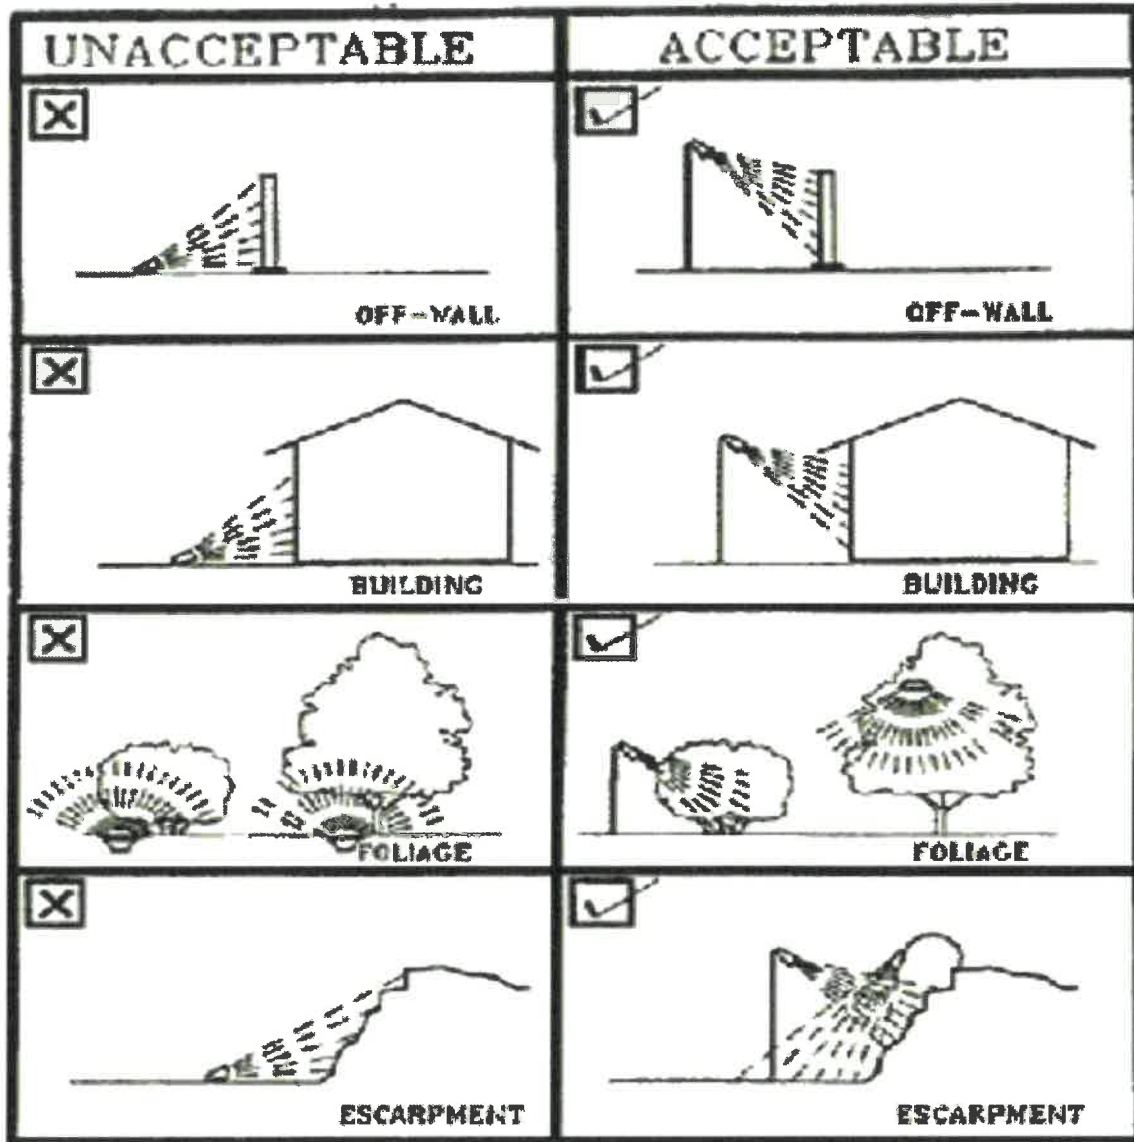 UNACCEPTABLE
ACCEPTABLE
OFF-WALL
OFF-WALL
BUILDING
BUILDING
FOLIAGE
FOLIAGE
ESCARPMENT
ESCARPMENT